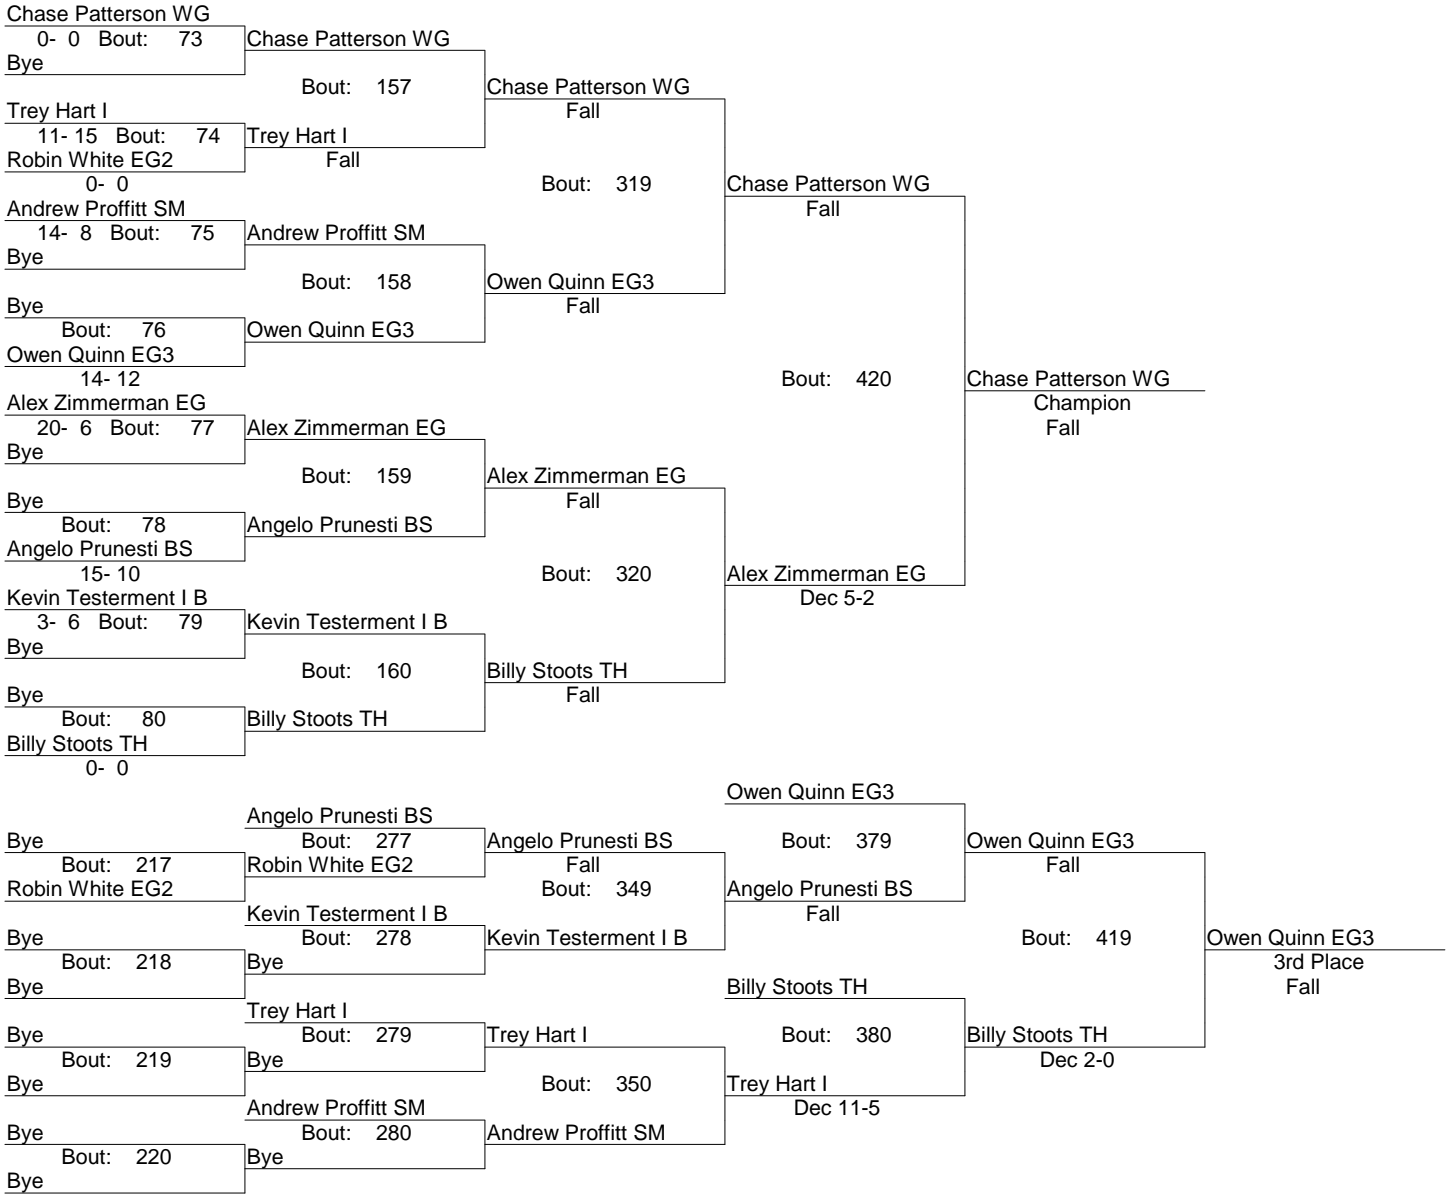 Chase Patterson WG
0- 0 Bout: 73 Chase Patterson WG
Bye
Bout: 157 Chase Patterson WG
Trey Hart I Fall
11- 15 Bout: 74 Trey Hart I
Robin White EG2 Fall
0- 0 Bout: 319 Chase Patterson WG
Andrew Proffitt SM Fall
14- 8 Bout: 75 Andrew Proffitt SM
Bye
Bout: 158 Owen Quinn EG3
Bye Fall
Bout: 76 Owen Quinn EG3
Owen Quinn EG3
14- 12 Bout: 420 Chase Patterson WG
Alex Zimmerman EG Champion
20- 6 Bout: 77 Alex Zimmerman EG Fall
Bye
Bout: 159 Alex Zimmerman EG
Bye Fall
Bout: 78 Angelo Prunesti BS
Angelo Prunesti BS
15- 10 Bout: 320 Alex Zimmerman EG
Kevin Testerment I B Dec 5-2
3- 6 Bout: 79 Kevin Testerment I B
Bye
Bout: 160 Billy Stoots TH
Bye Fall
Bout: 80 Billy Stoots TH
Billy Stoots TH
0- 0
Owen Quinn EG3
Angelo Prunesti BS
Bye Bout: 277 Angelo Prunesti BS Bout: 379 Owen Quinn EG3
Bout: 217 Robin White EG2 Fall Fall
Robin White EG2 Bout: 349 Angelo Prunesti BS
Kevin Testerment I B Fall
Bye Bout: 278 Kevin Testerment I B Bout: 419 Owen Quinn EG3
Bout: 218 Bye 3rd Place
Bye Billy Stoots TH Fall
Trey Hart I
Bye Bout: 279 Trey Hart I Bout: 380 Billy Stoots TH
Bout: 219 Bye Dec 2-0
Bye Bout: 350 Trey Hart I
Andrew Proffitt SM Dec 11-5
Bye Bout: 280 Andrew Proffitt SM
Bout: 220 Bye
Bye